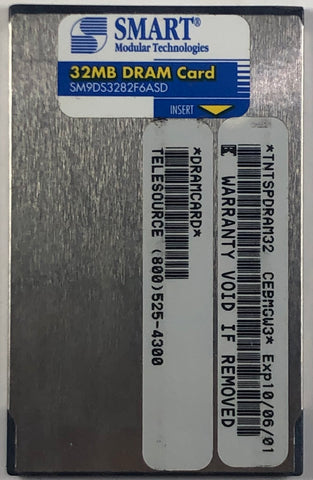 SMART®
Modular Technologies
32MB DRAM Card
SM9DS3282F6ASD
INSERT
*DRAMCARD*
TELESOURCE (800)525-4300
*TNTSPDRAM32 CEBMGW3* Exp10/06/01
WARRANTY VOID IF REMOVED